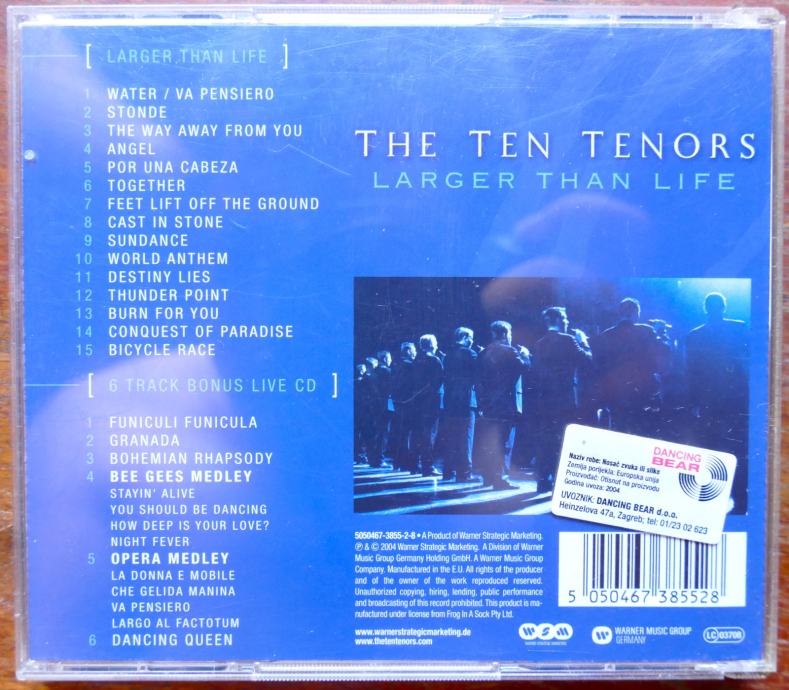 [ LARGER THAN LIFE ]
1 WATER / VA PENSIERO
2 STONDE
3 THE WAY AWAY FROM YOU
4 ANGEL
5 POR UNA CABEZA
6 TOGETHER
7 FEET LIFT OFF THE GROUND
8 CAST IN STONE
9 SUNDANCE
10 WORLD ANTHEM
11 DESTINY LIES
12 THUNDER POINT
13 BURN FOR YOU
14 CONQUEST OF PARADISE
15 BICYCLE RACE
[ 6 TRACK BONUS LIVE CD ]
1 FUNICULI FUNICULA
2 GRANADA
3 BOHEMIAN RHAPSODY
4 BEE GEES MEDLEY
STAYIN' ALIVE
YOU SHOULD BE DANCING
HOW DEEP IS YOUR LOVE?
NIGHT FEVER
5 OPERA MEDLEY
LA DONNA E MOBILE
CHE GELIDA MANINA
VA PENSIERO
LARGO AL FACTOTUM
6 DANCING QUEEN
THE TEN TENORS
LARGER THAN LIFE
DANCING
BEAR
Naziv robe: Nosač zvuka ili slike
Zemlja porijekla: Europska unija
Proizvođač: Otisnut na proizvodu
Godina uvoza: 2004
UVOZNIK: DANCING BEAR d.o.o.
Heinzelova 47a, Zagreb; tel: 01/23 02 623
5050467-3855-2-8 • A Product of Warner Strategic Marketing.
℗ & © 2004 Warner Strategic Marketing. A Division of Warner
Music Group Germany Holding GmbH. A Warner Music Group
Company. Manufactured in the E.U. All rights of the producer
and of the owner of the work reproduced reserved.
Unauthorized copying, hiring, lending, public performance
and broadcasting of this record prohibited. This product is ma-
nufactured under license from Frog In A Sock Pty Ltd.
www.warnerstrategicmarketing.de
www.thetentenors.com
5 050467 385528
WSM
WARNER STRATEGIC MARKETING
WARNER MUSIC GROUP
GERMANY
LC 03708